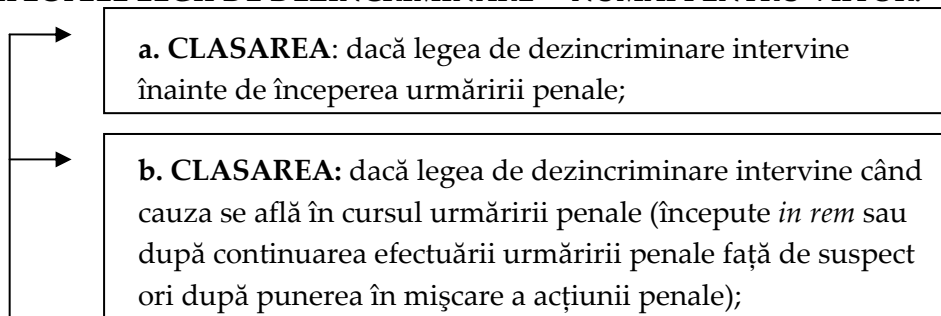 a. CLASAREA: dacă legea de dezincriminare intervine
înainte de începerea urmăririi penale;
b. CLASAREA: dacă legea de dezincriminare intervine când
cauza se află în cursul urmăririi penale (începute in rem sau
după continuarea efectuării urmăririi penale față de suspect
ori după punerea în mişcare a acțiunii penale);